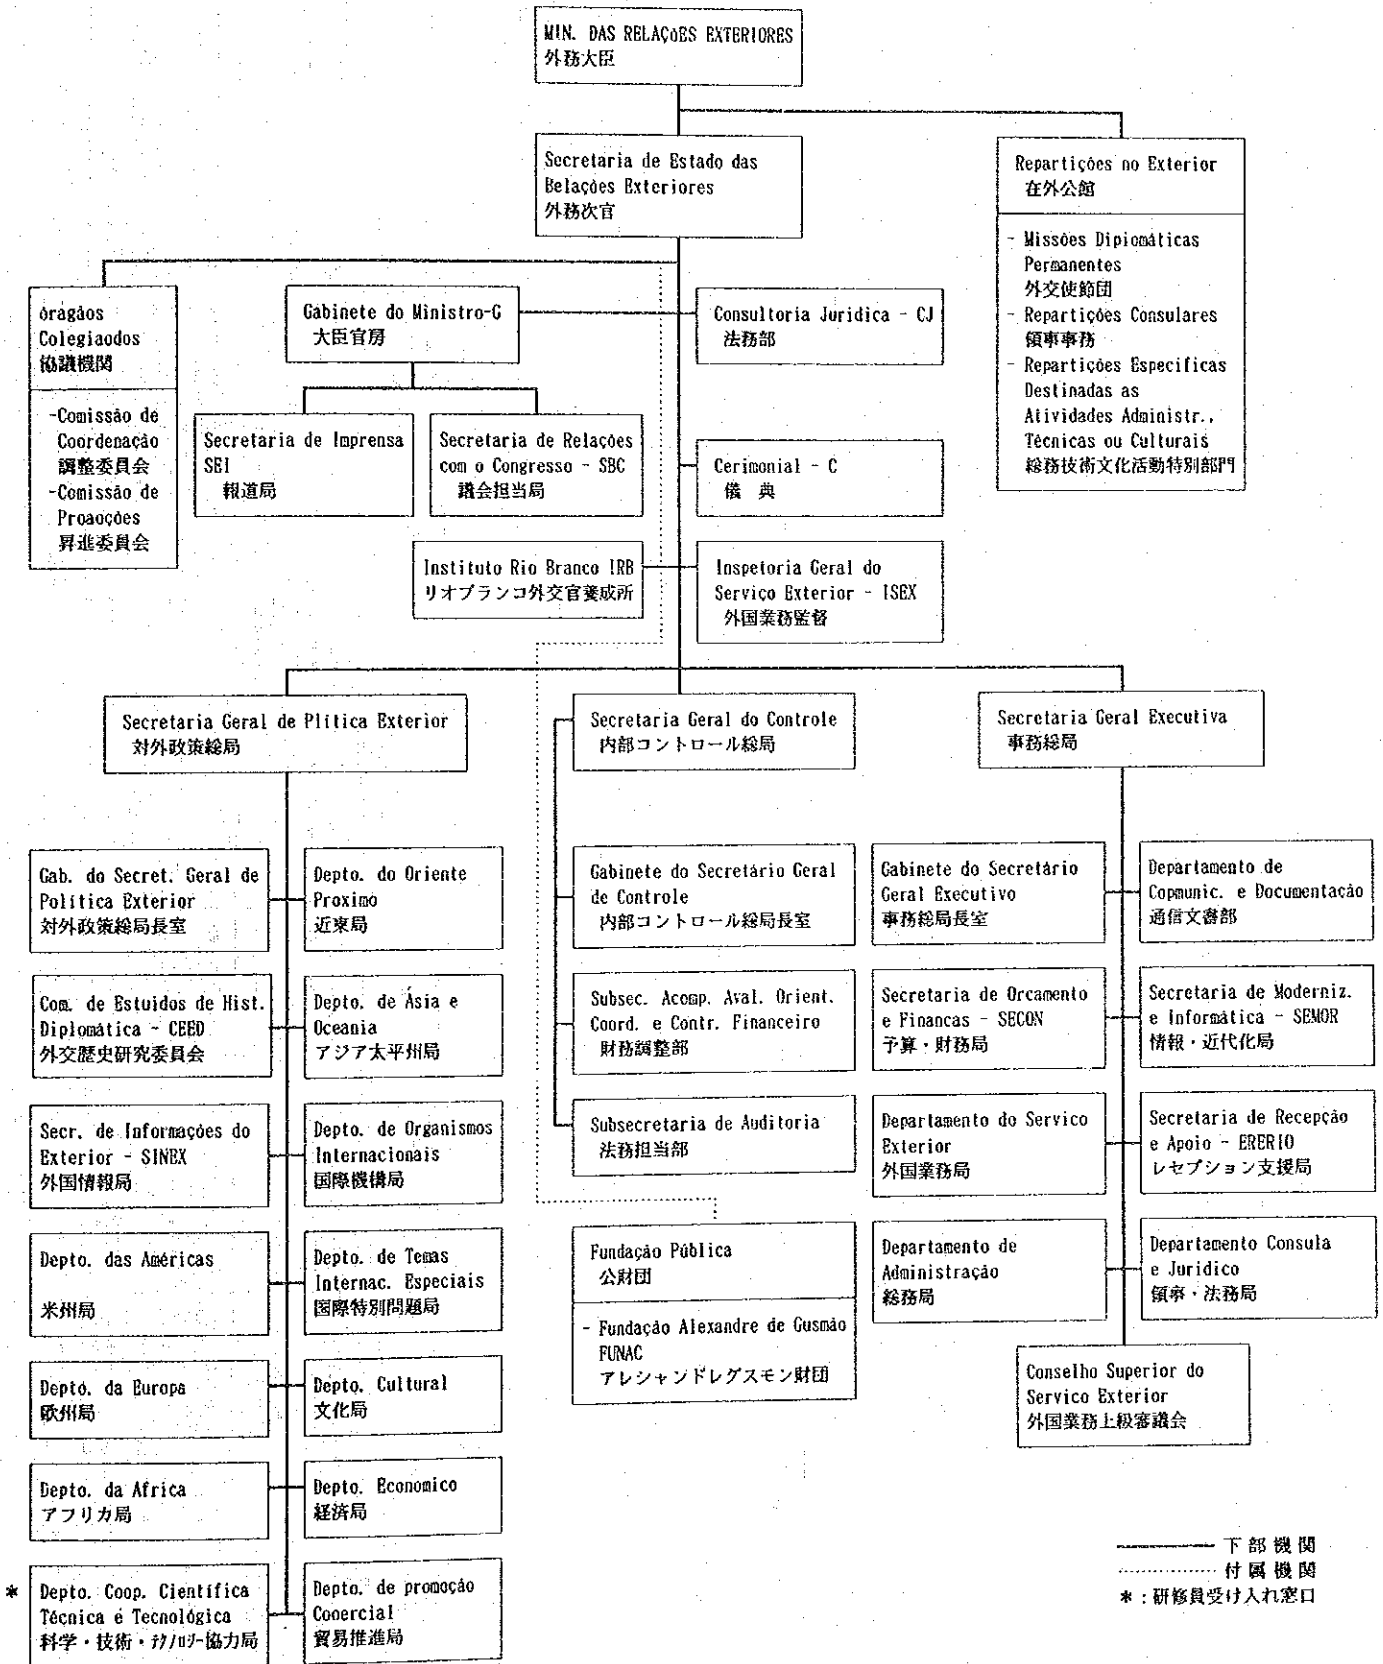 MIN. DAS RELAÇÕES EXTERIORES
外務大臣
Secretaria de Estado das
Belações Exteriores
外務次官
Repartições no Exterior
在外公館
- Missões Dipiomáticas
Permanentes
外交使節団
- Repartições Consulares
領事事務
- Repartições Especificas
Destinadas as
Atividades Administr.,
Técnicas ou Culturais
総務技術文化活動特別部門
óragãos
Colegiaodos
協議機関
-Comissão de
Coordenação
調整委員会
-Comissão de
Proaoções
昇進委員会
Gabinete do Ministro-G
大臣官房
Consultoria Juridica - CJ
法務部
Secretaria de Imprensa
SEI
報道局
Secretaria de Relações
com o Congresso - SBC
議会担当局
Cerimonial - C
儀 典
Instituto Rio Branco IRB
リオブランコ外交官養成所
Inspetoria Geral do
Serviço Exterior - ISEX
外国業務監督
Secretaria Geral de Plítica Exterior
対外政策総局
Secretaria Geral do Controle
内部コントロール総局
Secretaria Geral Executiva
事務総局
Gab. do Secret. Geral de
Política Exterior
対外政策総局長室
Depto. do Oriente
Proximo
近東局
Gabinete do Secretário Geral
de Controle
内部コントロール総局長室
Gabinete do Secretário
Geral Executivo
事務総局長室
Departamento de
Copmunic. e Documentação
通信文書部
Com. de Estuidos de Hist.
Diplomática - CEED
外交歴史研究委員会
Depto. de Ásia e
Oceania
アジア太平州局
Subsec. Acomp. Aval. Orient.
Coord. e Contr. Financeiro
財務調整部
Secretaria de Orcamento
e Financas - SECON
予算・財務局
Secretaria de Moderniz.
e Informática - SEMOR
情報・近代化局
Secr. de Informações do
Exterior - SINEX
外国情報局
Depto. de Organismos
Internacionais
国際機構局
Subsecretaria de Auditoria
法務担当部
Departamento do Servico
Exterior
外国業務局
Secretaria de Recepção
e Apoio - ERERIO
レセプション支援局
Depto. das Américas
米州局
Depto. de Temas
Internac. Especiais
国際特別問題局
Fundação Pública
公財団
- Fundação Alexandre de Gusmão
FUNAC
アレシャンドレグスモン財団
Departamento de
Administração
総務局
Departamento Consula
e Juridico
領事・法務局
Depto. da Europa
欧州局
Depto. Cultural
文化局
Conselho Superior do
Servico Exterior
外国業務上級審議会
Depto. da Africa
アフリカ局
Depto. Economico
経済局
* Depto. Coop. Científica
Técnica e Tecnológica
科学・技術・テクノロジー協力局
Depto. de promoção
Conercial
貿易推進局
下部機関
付属機関
*：研修員受け入れ窓口